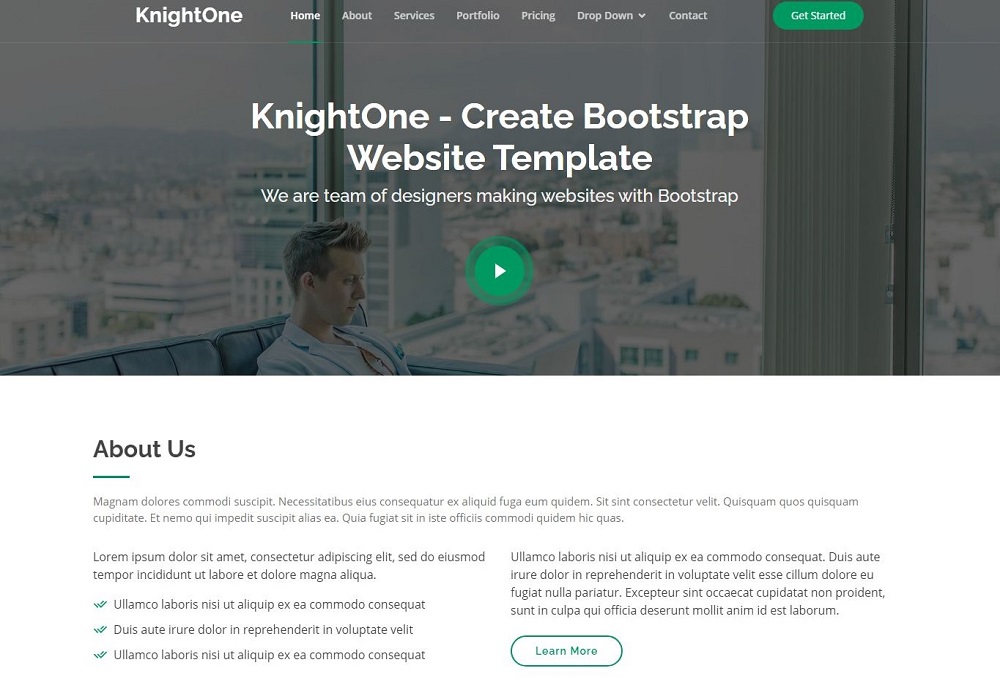 KnightOne
Home About Services Portfolio Pricing Drop Down Contact Get Started
KnightOne - Create Bootstrap
Website Template
We are team of designers making websites with Bootstrap
About Us
Magnam dolores commodi suscipit. Necessitatibus eius consequatur ex aliquid fuga eum quidem. Sit sint consectetur velit. Quisquam quos quisquam
cupiditate. Et nemo qui impedit suscipit alias ea. Quia fugiat sit in iste officiis commodi quidem hic quas.
Lorem ipsum dolor sit amet, consectetur adipiscing elit, sed do eiusmod
tempor incididunt ut labore et dolore magna aliqua.
Ullamco laboris nisi ut aliquip ex ea commodo consequat
Duis aute irure dolor in reprehenderit in voluptate velit
Ullamco laboris nisi ut aliquip ex ea commodo consequat
Ullamco laboris nisi ut aliquip ex ea commodo consequat. Duis aute
irure dolor in reprehenderit in voluptate velit esse cillum dolore eu
fugiat nulla pariatur. Excepteur sint occaecat cupidatat non proident,
sunt in culpa qui officia deserunt mollit anim id est laborum.
Learn More